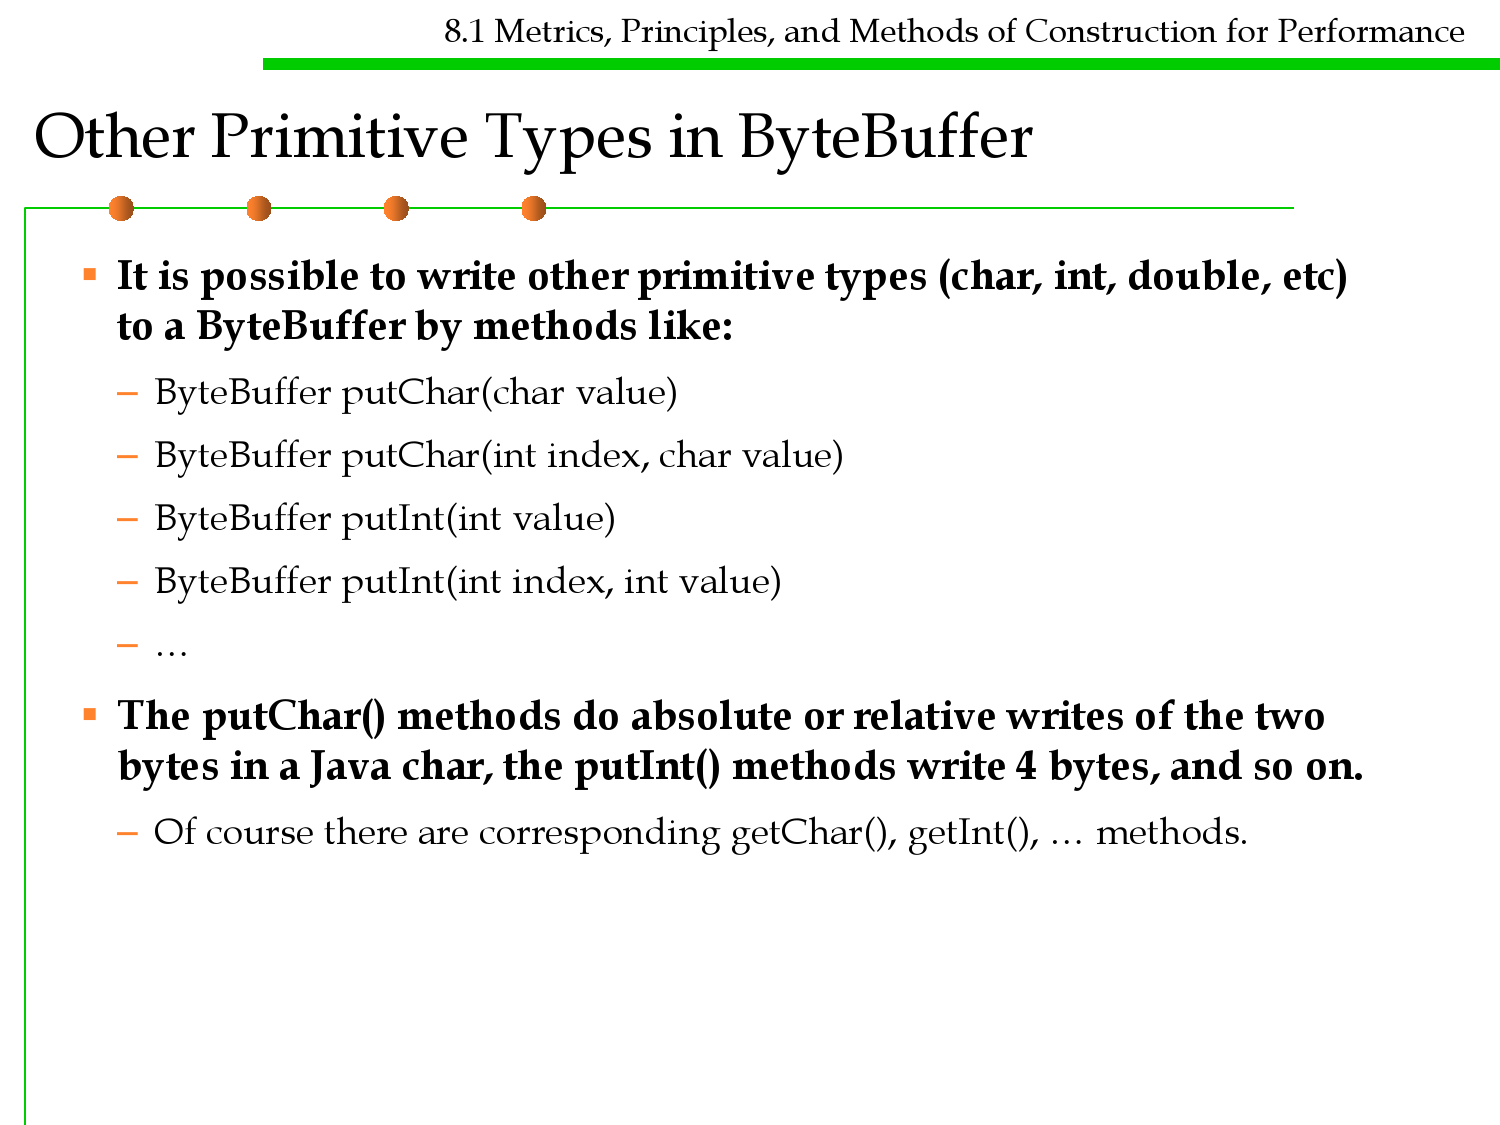 8.1 Metrics, Principles, and Methods of Construction for Performance
Other Primitive Types in ByteBuffer
▪ It is possible to write other primitive types (char, int, double, etc)
to a ByteBuffer by methods like:
– ByteBuffer putChar(char value)
– ByteBuffer putChar(int index, char value)
– ByteBuffer putInt(int value)
– ByteBuffer putInt(int index, int value)
– …
▪ The putChar() methods do absolute or relative writes of the two
bytes in a Java char, the putInt() methods write 4 bytes, and so on.
– Of course there are corresponding getChar(), getInt(), … methods.